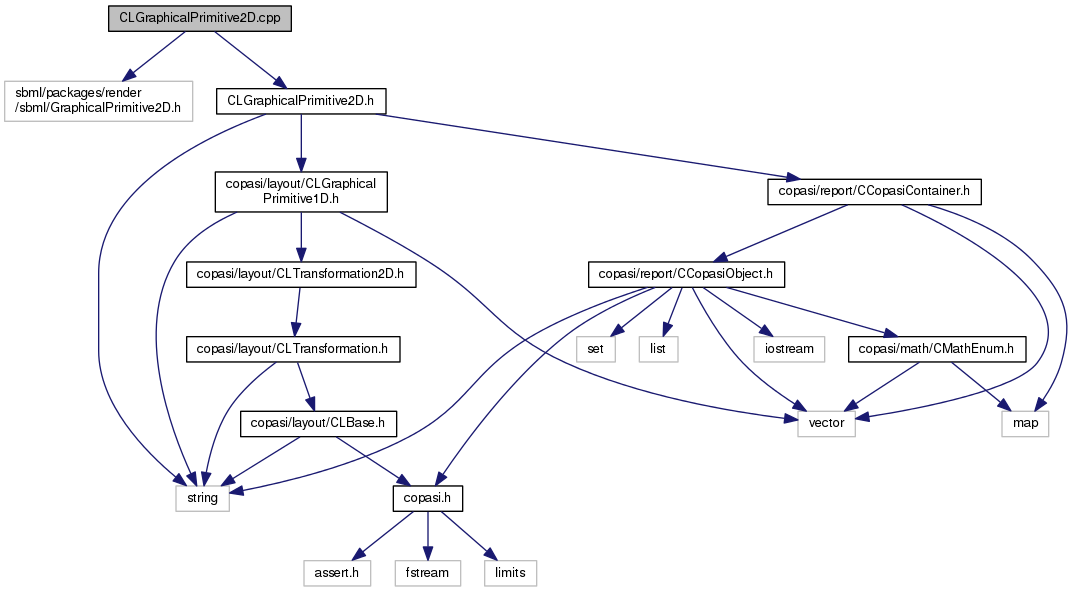 CLGraphicalPrimitive2D.cpp
sbml/packages/render
/sbml/GraphicalPrimitive2D.h
CLGraphicalPrimitive2D.h
copasi/layout/CLGraphical
Primitive1D.h
copasi/report/CCopasiContainer.h
copasi/layout/CLTransformation2D.h
copasi/report/CCopasiObject.h
copasi/layout/CLTransformation.h
set
list
iostream
copasi/math/CMathEnum.h
copasi/layout/CLBase.h
vector
map
string
copasi.h
assert.h
fstream
limits